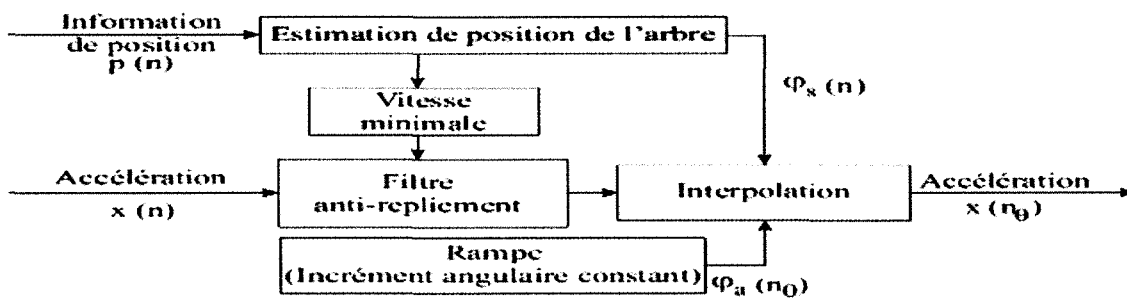 Information
de position
p (n)
Estimation de position de l'arbre
φs (n)
Vitesse
minimale
Accélération
x (n)
Filtre
anti-repliement
Interpolation
Accélération
x (nθ)
Rampe
(Incrément angulaire constant)
φa (nθ)